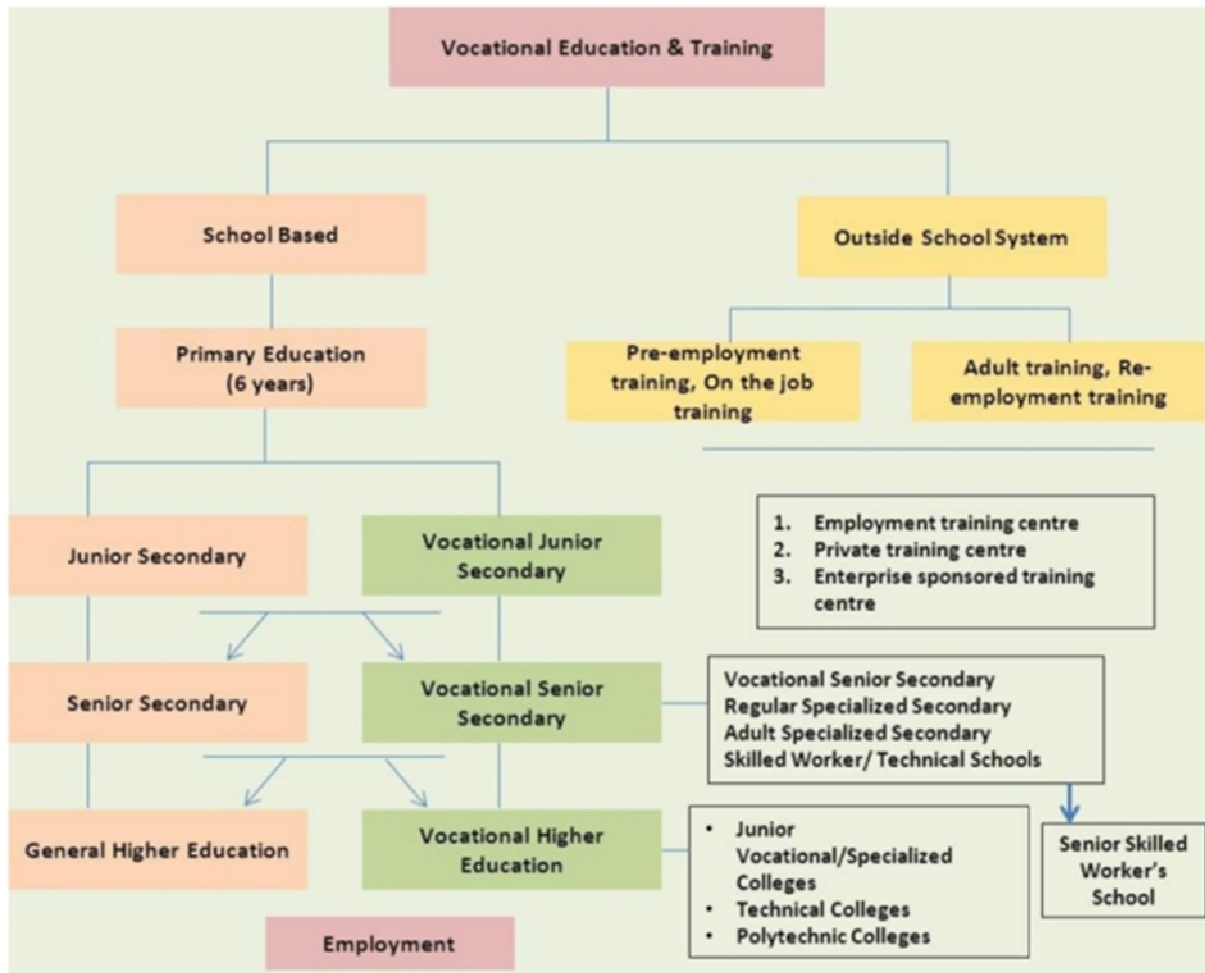 Vocational Education & Training
School Based
Outside School System
Primary Education
(6 years)
Pre-employment
training, On the job
training
Adult training, Re-
employment training
Junior Secondary
Vocational Junior
Secondary
1. Employment training centre
2. Private training centre
3. Enterprise sponsored training
centre
Senior Secondary
Vocational Senior
Secondary
Vocational Senior Secondary
Regular Specialized Secondary
Adult Specialized Secondary
Skilled Worker/ Technical Schools
General Higher Education
Vocational Higher
Education
• Junior
Vocational/Specialized
Colleges
• Technical Colleges
• Polytechnic Colleges
Senior Skilled
Worker's
School
Employment